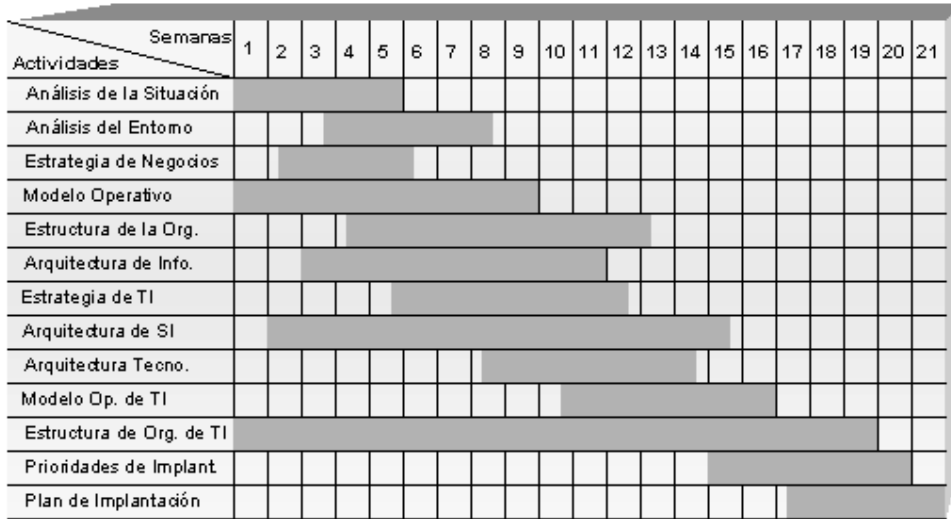 Semanas
Actividades
1 2 3 4 5 6 7 8 9 10 11 12 13 14 15 16 17 18 19 20 21
Análisis de la Situación
Análisis del Entorno
Estrategia de Negocios
Modelo Operativo
Estructura de la Org.
Arquitectura de Info.
Estrategia de TI
Arquitectura de SI
Arquitectura Tecno.
Modelo Op. de TI
Estructura de Org. de TI
Prioridades de Implant.
Plan de Implantación